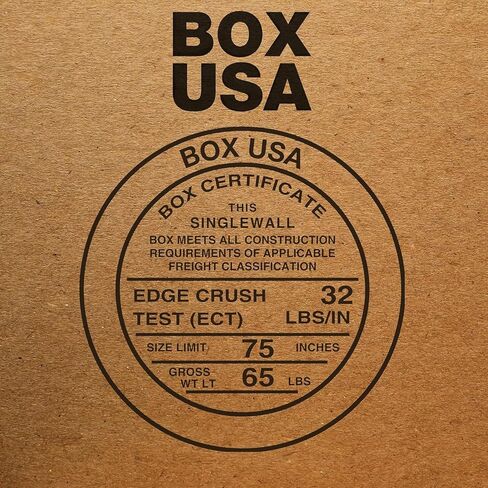 BOX
USA
BOX USA
BOX CERTIFICATE
THIS
SINGLEWALL
BOX MEETS ALL CONSTRUCTION
REQUIREMENTS OF APPLICABLE
FREIGHT CLASSIFICATION
EDGE CRUSH 32
TEST (ECT) LBS/IN
SIZE LIMIT 75 INCHES
GROSS
WT LT 65 LBS